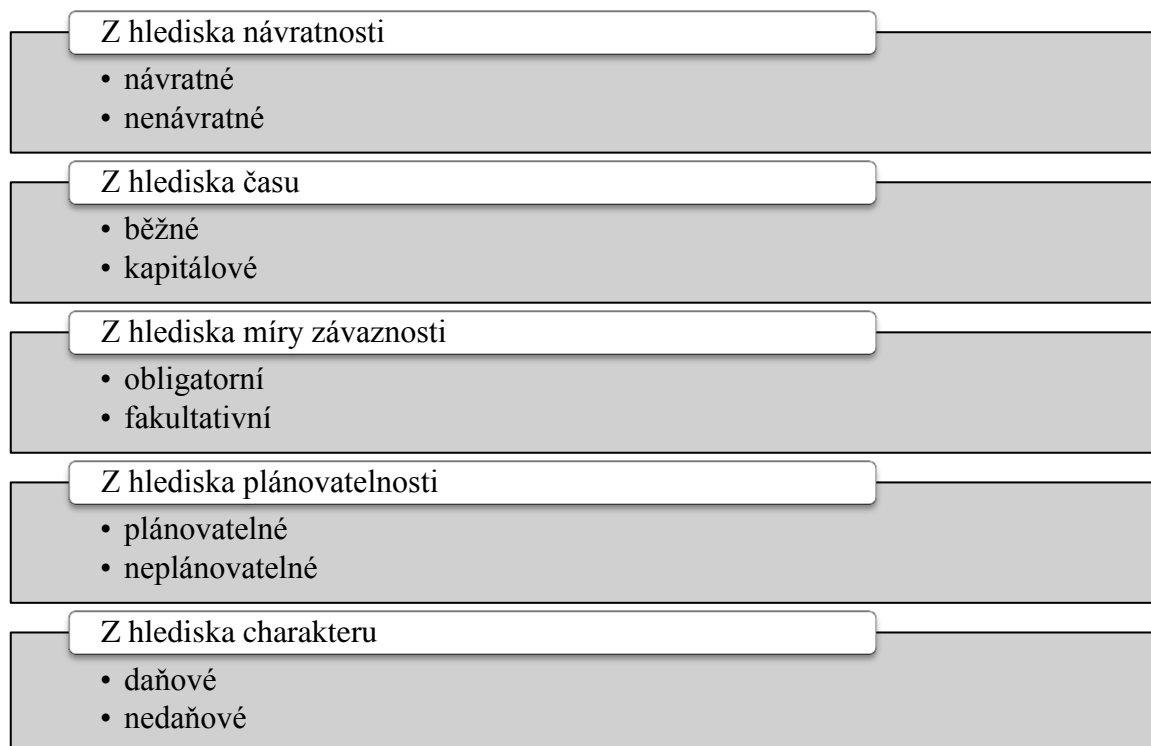 Z hlediska návratnosti
• návratné
• nenávratné
Z hlediska času
• běžné
• kapitálové
Z hlediska míry závaznosti
• obligatorní
• fakultativní
Z hlediska plánovatelnosti
• plánovatelné
• neplánovatelné
Z hlediska charakteru
• daňové
• nedaňové